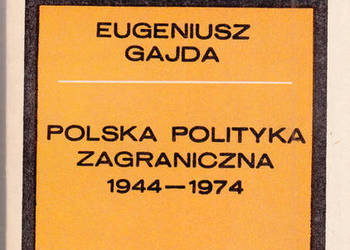 EUGENIUSZ
GAJDA
POLSKA POLITYKA
ZAGRANICZNA
1944—1974